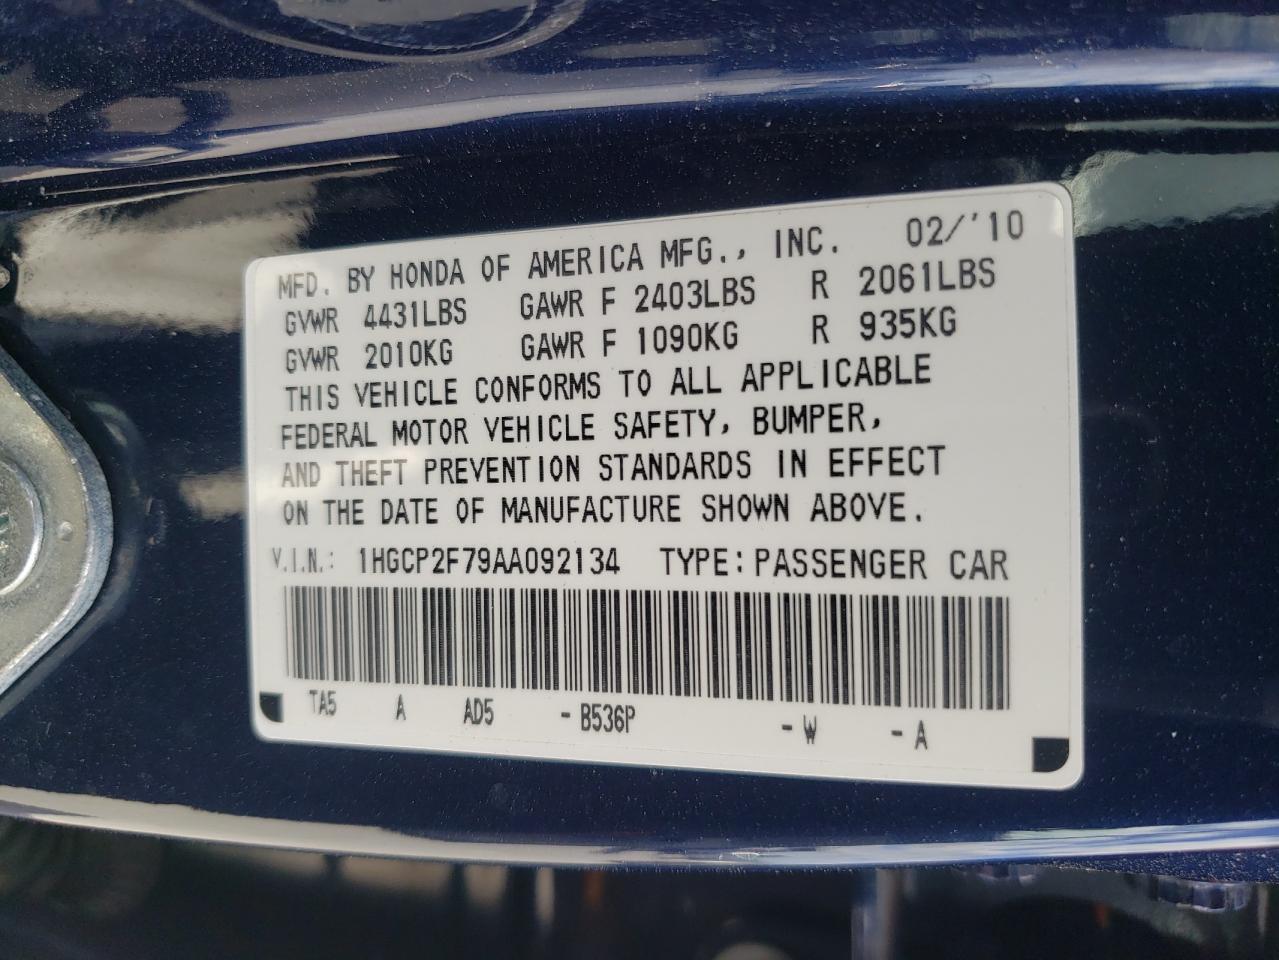 MFD. BY HONDA OF AMERICA MFG., INC. 02/'10
GVWR 4431LBS GAWR F 2403LBS R 2061LBS
GVWR 2010KG GAWR F 1090KG R 935KG
THIS VEHICLE CONFORMS TO ALL APPLICABLE
FEDERAL MOTOR VEHICLE SAFETY, BUMPER,
AND THEFT PREVENTION STANDARDS IN EFFECT
ON THE DATE OF MANUFACTURE SHOWN ABOVE.
V.I.N.: 1HGCP2F79AA092134 TYPE:PASSENGER CAR
TA5 A AD5 -B536P -W -A